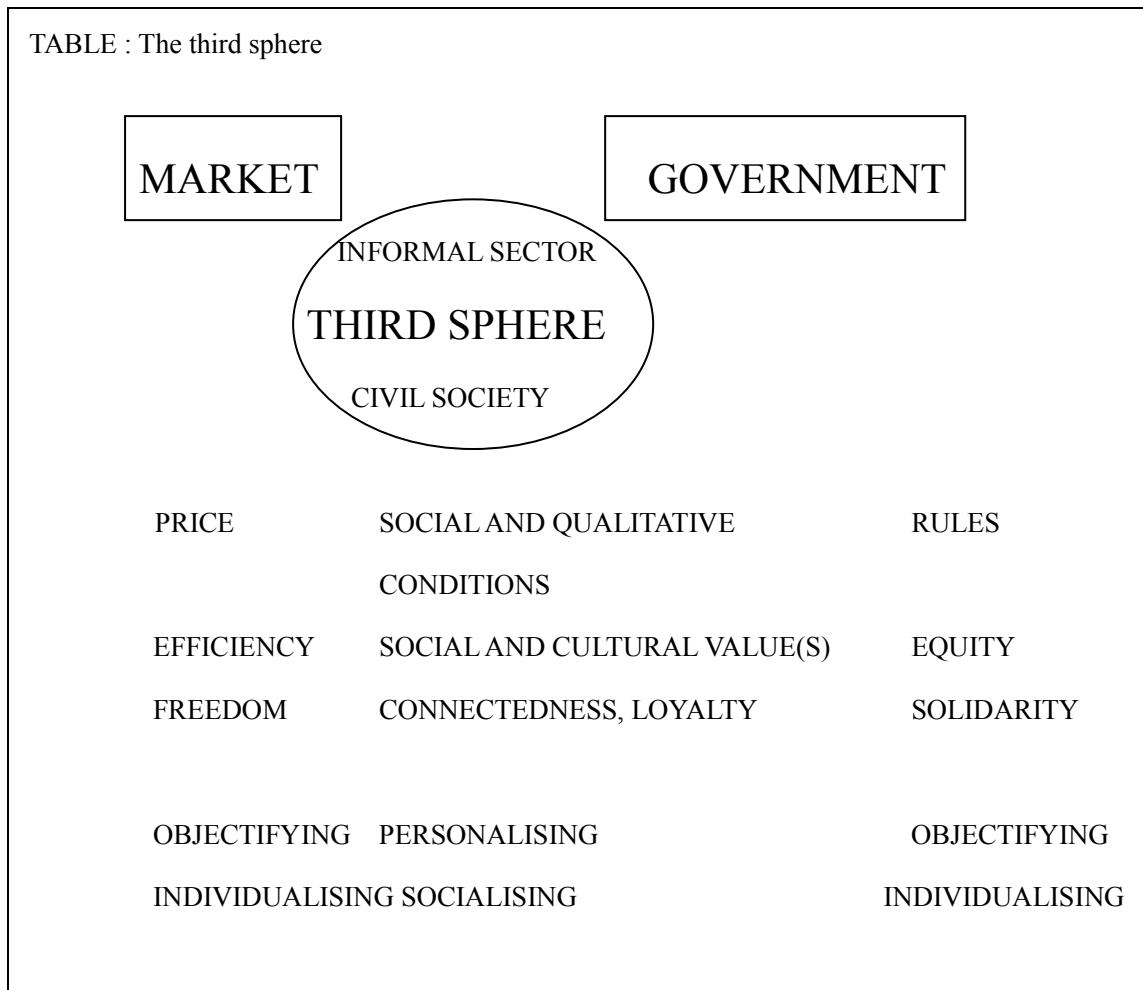 TABLE : The third sphere
MARKET GOVERNMENT
INFORMAL SECTOR
THIRD SPHERE
CIVIL SOCIETY
PRICE SOCIAL AND QUALITATIVE RULES
CONDITIONS
EFFICIENCY SOCIAL AND CULTURAL VALUE(S) EQUITY
FREEDOM CONNECTEDNESS, LOYALTY SOLIDARITY
OBJECTIFYING PERSONALISING OBJECTIFYING
INDIVIDUALISING SOCIALISING INDIVIDUALISING